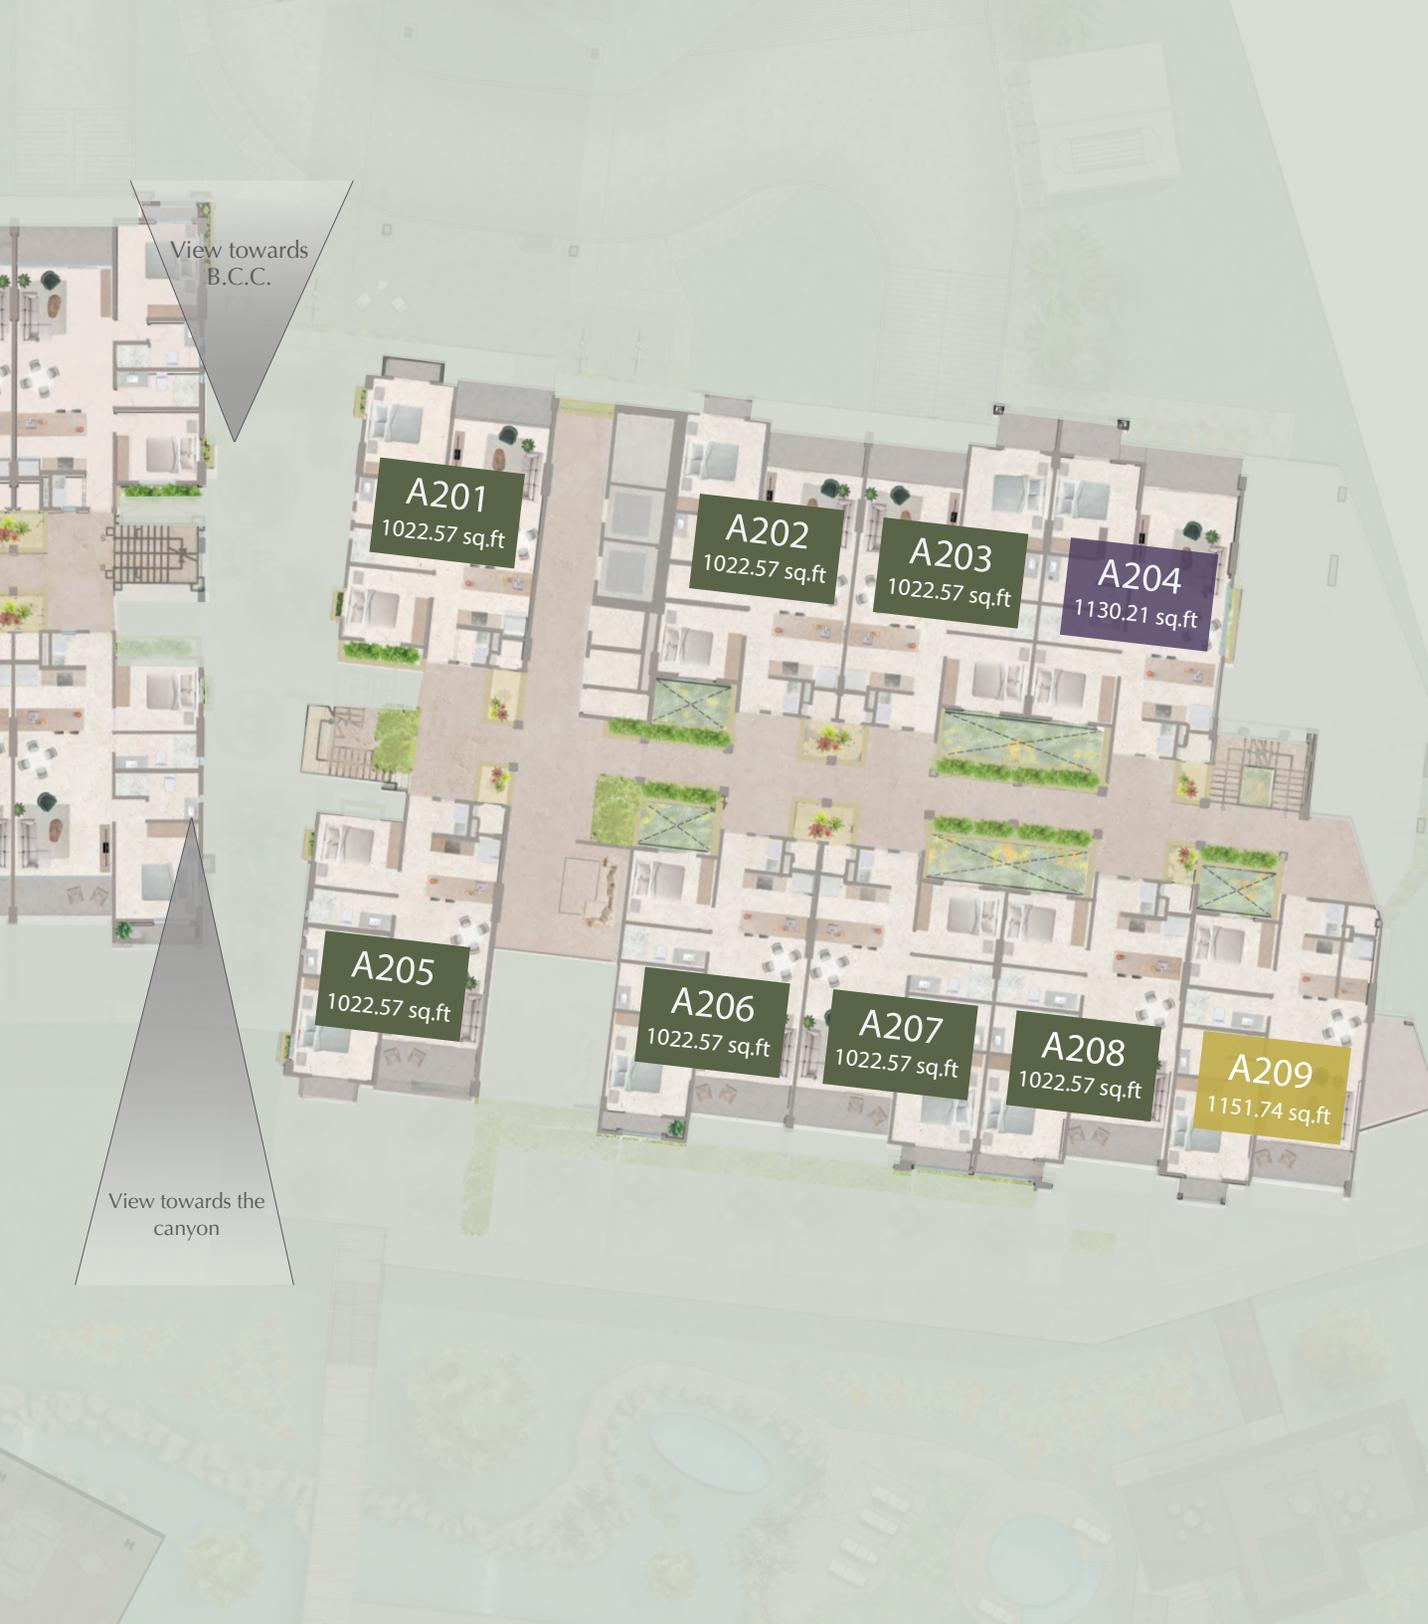 View towards
B.C.C.
A201
1022.57 sq.ft
A202
1022.57 sq.ft
A203
1022.57 sq.ft
A204
1130.21 sq.ft
A205
1022.57 sq.ft
A206
1022.57 sq.ft
A207
1022.57 sq.ft
A208
1022.57 sq.ft
A209
1151.74 sq.ft
View towards the
canyon